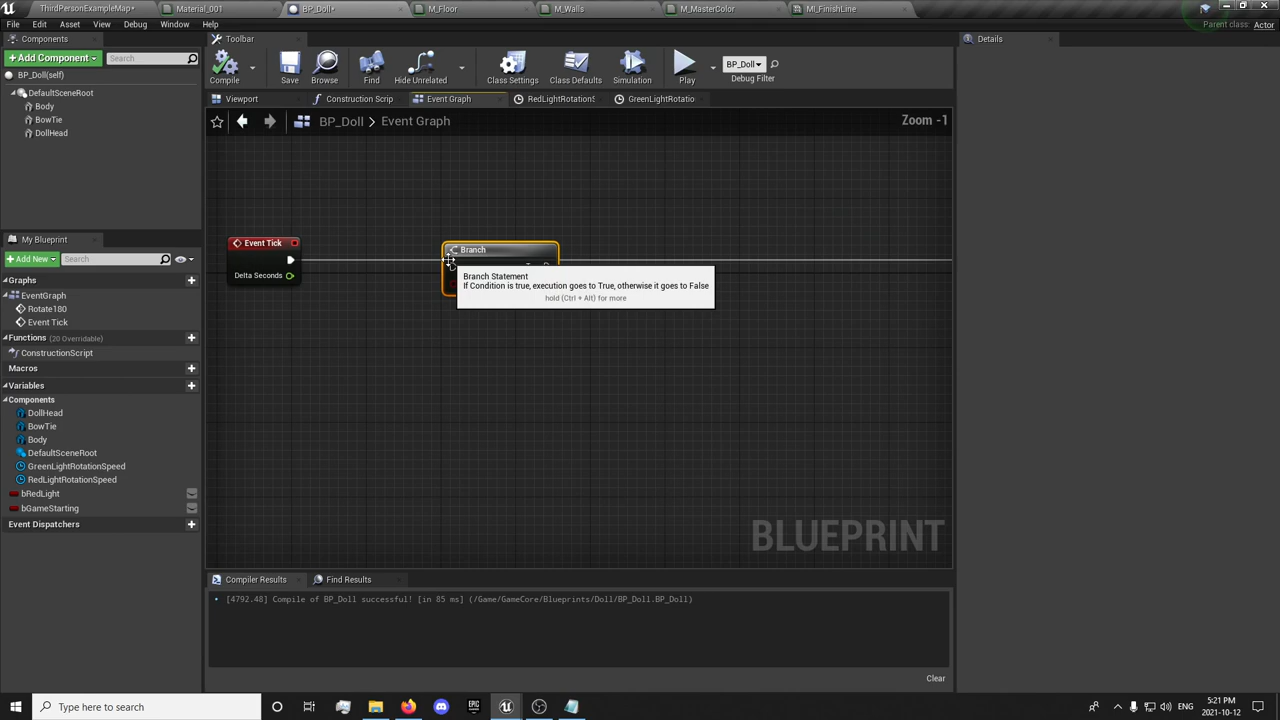 ThirdPersonExampleMap*
Material_001
BP_Doll*
M_Floor
M_Walls
M_MasterColor
MI_FinishLine
File
Edit
Asset
View
Debug
Window
Help
Parent class:
Actor
Components
Toolbar
Details
+ Add Component
Search
BP_Doll(self)
DefaultSceneRoot
Body
BowTie
DollHead
Compile
Save
Browse
Find
Hide Unrelated
Class Settings
Class Defaults
Simulation
Play
BP_Doll
Debug Filter
Viewport
Construction Scrip
Event Graph
RedLightRotationS
GreenLightRotatio
BP_Doll > Event Graph
Zoom -1
Event Tick
Delta Seconds
Branch
Branch Statement
If Condition is true, execution goes to True, otherwise it goes to False
hold (Ctrl + Alt) for more
BLUEPRINT
My Blueprint
+ Add New
Search
Graphs
EventGraph
Rotate180
Event Tick
Functions (20 Overridable)
ConstructionScript
Macros
Variables
Components
DollHead
BowTie
Body
DefaultSceneRoot
GreenLightRotationSpeed
RedLightRotationSpeed
bRedLight
bGameStarting
Event Dispatchers
Compiler Results
Find Results
[4792.48] Compile of BP_Doll successful! [in 85 ms] (/Game/GameCore/Blueprints/Doll/BP_Doll.BP_Doll)
Clear
Type here to search
EPIC
5:21 PM
2021-10-12